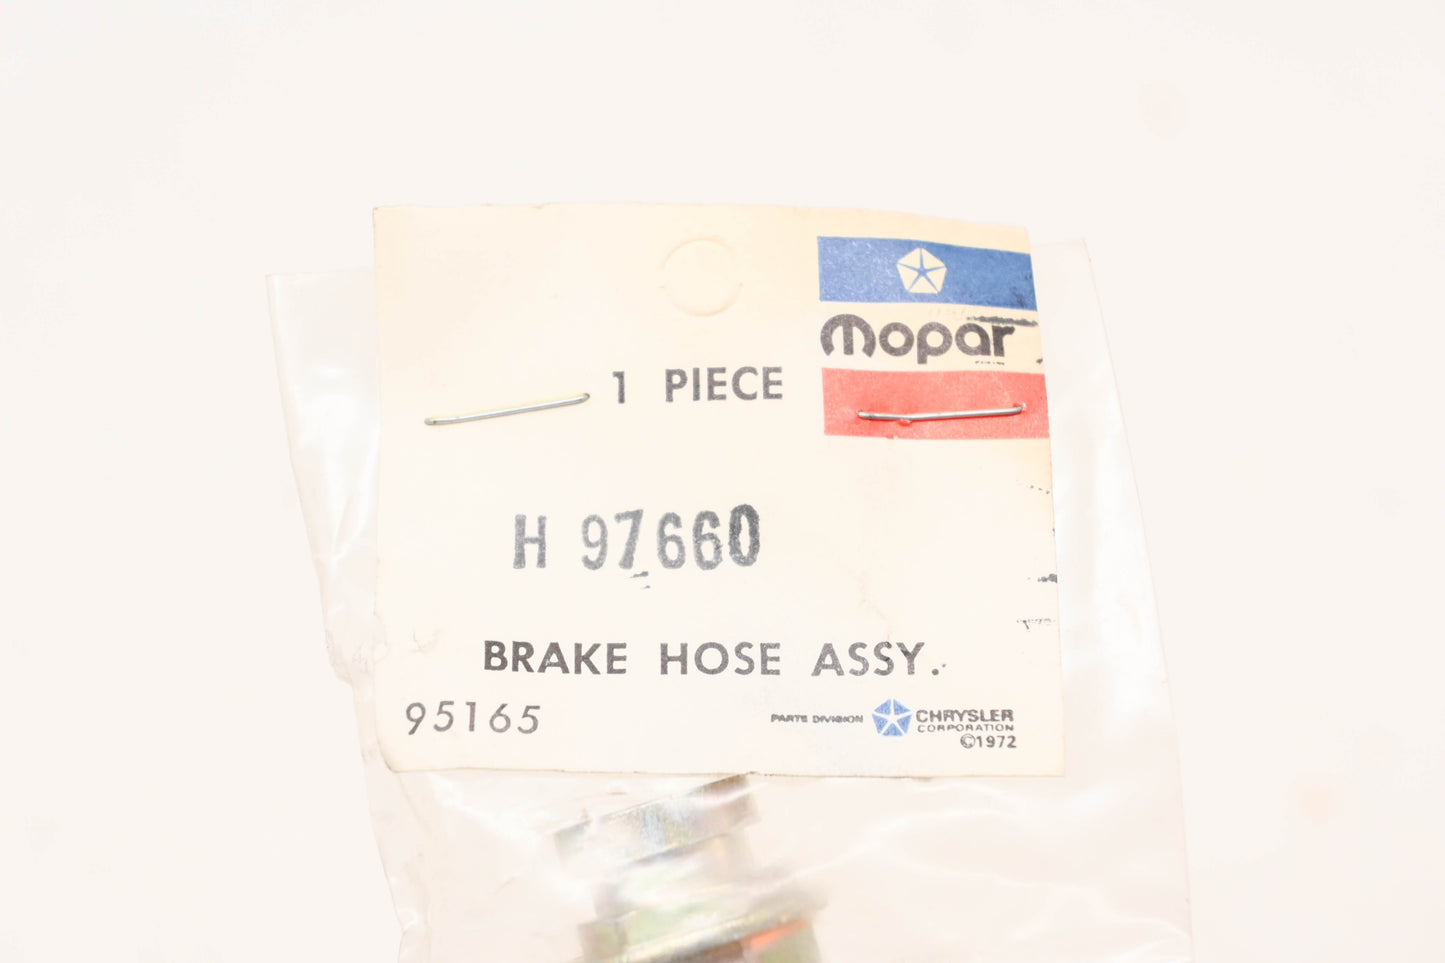 mopar
1 PIECE
H 97660
BRAKE HOSE ASSY.
95165
PARTS DIVISION
CHRYSLER
CORPORATION
©1972